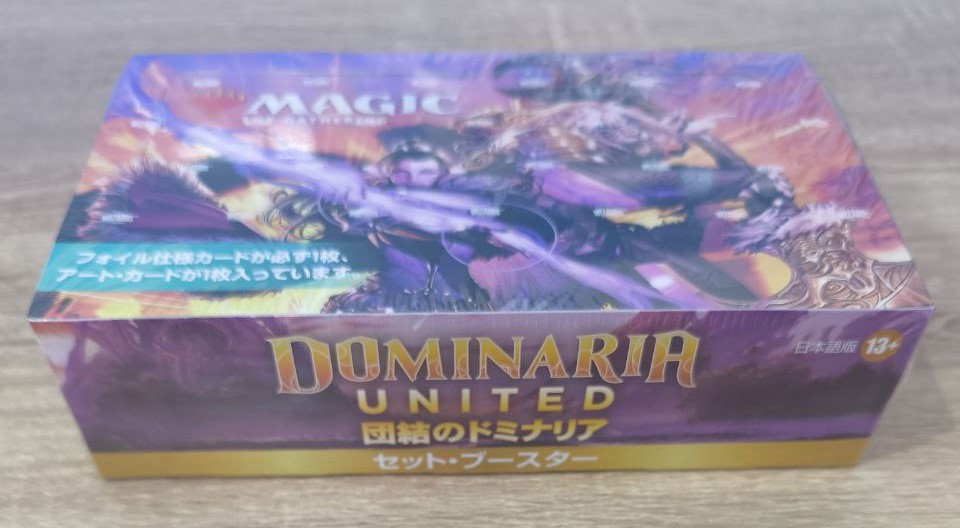 MAGIC
THE GATHERING
フォイル仕様カードが必ず1枚、
アート・カードが1枚入っています。
DOMINARIA
UNITED
団結のドミナリア
セット・ブースター
日本語版 13+